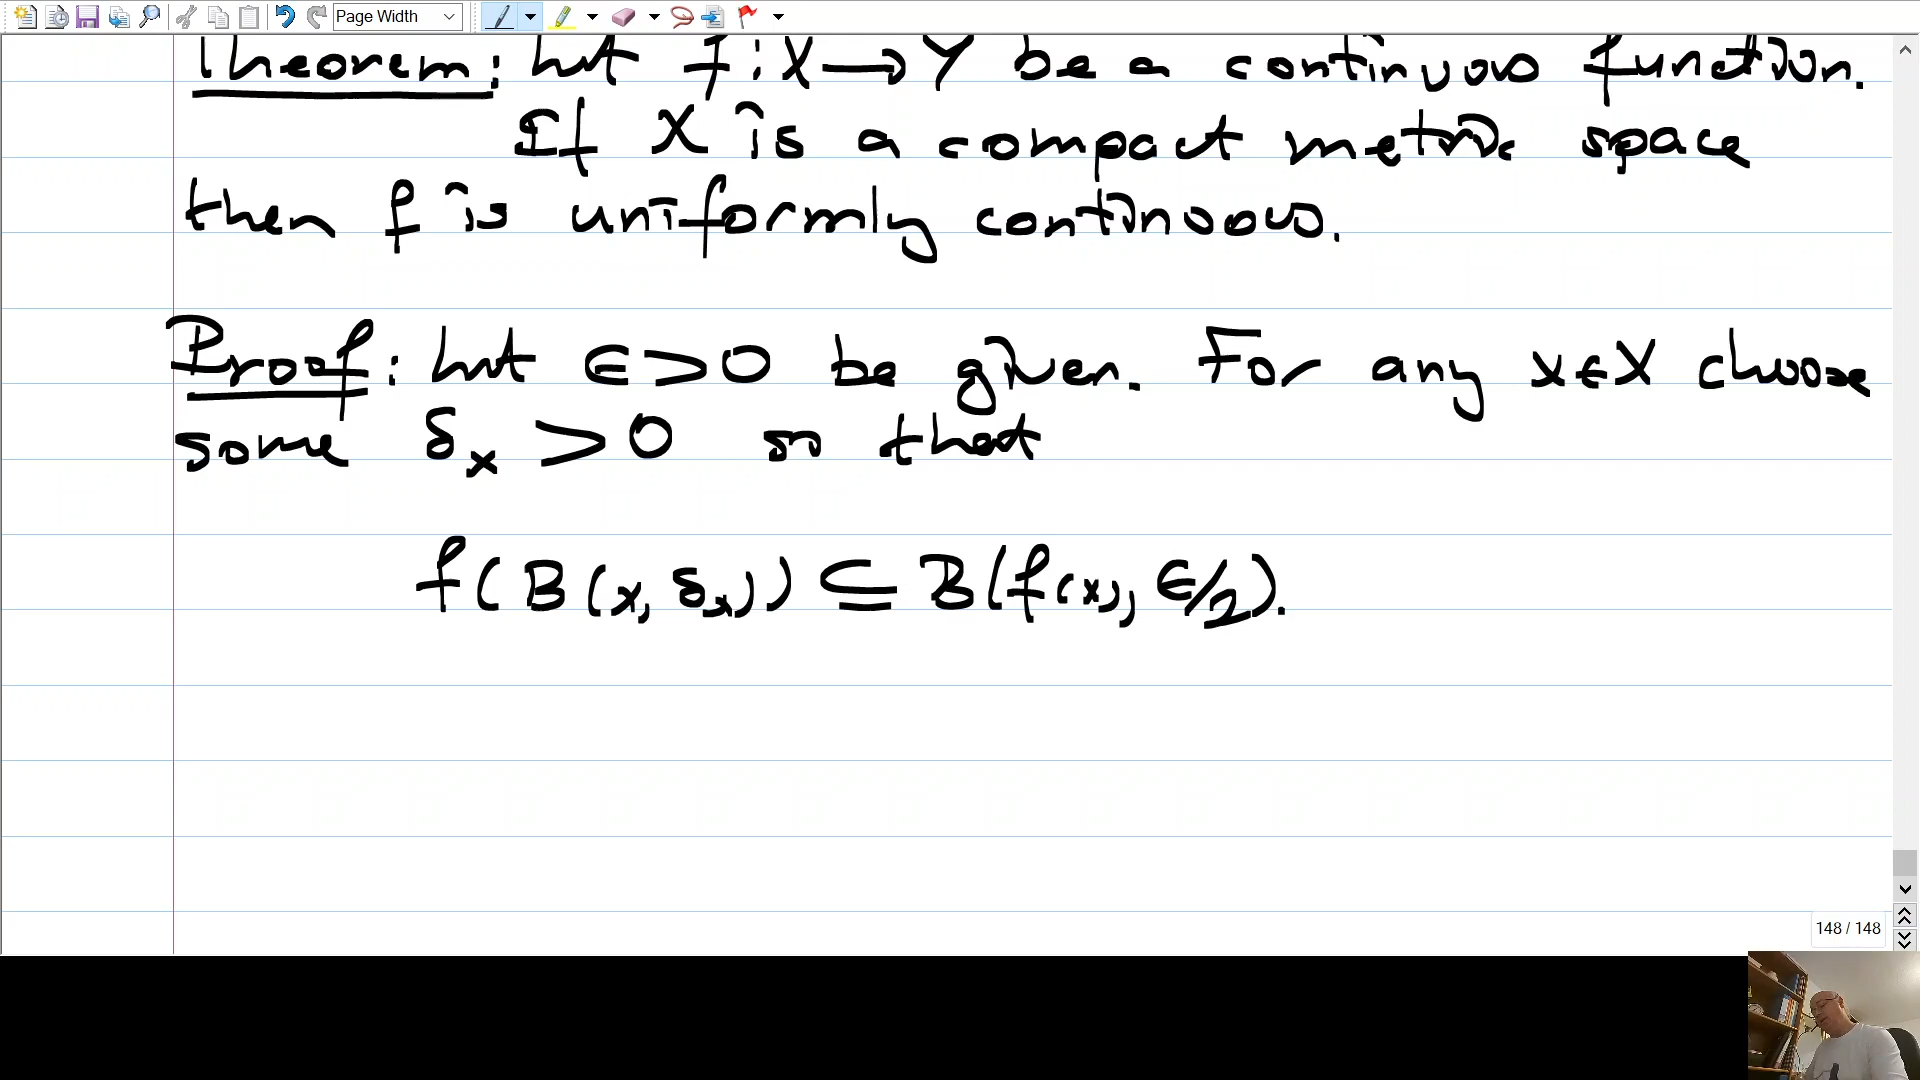 Page Width
Theorem: Let f: X → Y be a continuous function.
If X is a compact metric space
then f is uniformly continuous.
Proof: Let ε > 0 be given. For any x ∈ X choose
some δₓ > 0 so that
f(B(x, δₓ)) ⊆ B(f(x), ε/2).
148 / 148